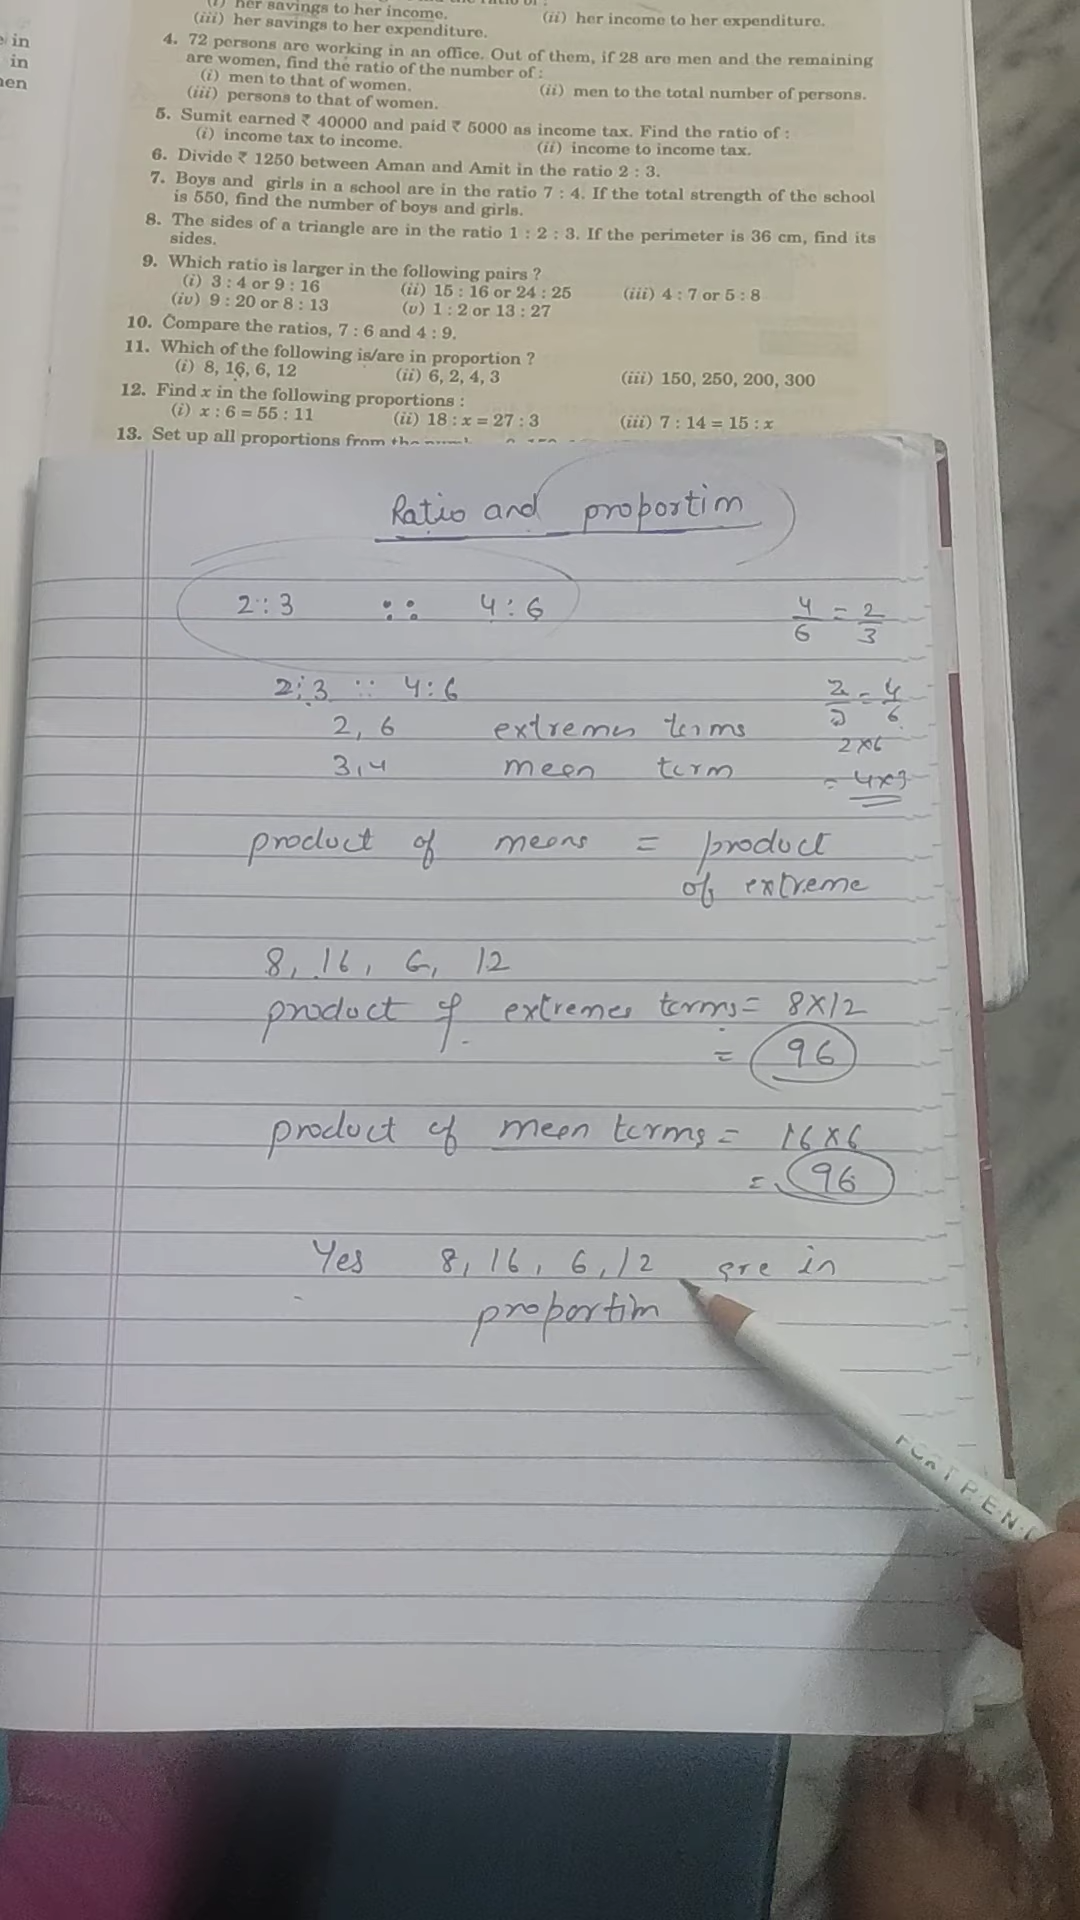 her savings to her income.
(ii) her income to her expenditure.
(iii) her savings to her expenditure.
in
in
4. 72 persons are working in an office. Out of them, if 28 are men and the remaining
are women, find the ratio of the number of :
(i) men to that of women.
(ii) men to the total number of persons.
(iii) persons to that of women.
5. Sumit earned ₹ 40000 and paid ₹ 5000 as income tax. Find the ratio of :
(i) income tax to income.
(ii) income to income tax.
6. Divide ₹ 1250 between Aman and Amit in the ratio 2 : 3.
7. Boys and girls in a school are in the ratio 7 : 4. If the total strength of the school
is 550, find the number of boys and girls.
8. The sides of a triangle are in the ratio 1 : 2 : 3. If the perimeter is 36 cm, find its
sides.
9. Which ratio is larger in the following pairs ?
(i) 3 : 4 or 9 : 16 (ii) 15 : 16 or 24 : 25 (iii) 4 : 7 or 5 : 8
(iv) 9 : 20 or 8 : 13 (v) 1 : 2 or 13 : 27
10. Compare the ratios, 7 : 6 and 4 : 9.
11. Which of the following is/are in proportion ?
(i) 8, 16, 6, 12 (ii) 6, 2, 4, 3 (iii) 150, 250, 200, 300
12. Find x in the following proportions :
(i) x : 6 = 55 : 11 (ii) 18 : x = 27 : 3 (iii) 7 : 14 = 15 : x
13. Set up all proportions from the
Ratio and proportion
2 : 3 :: 4 : 6 4/6 = 2/3
2 : 3 :: 4 : 6
2, 6 extremes terms
2 × 6
3, 4 mean term
= 4×3
product of means = product
of extreme
8, 16, 6, 12
product of extremes terms = 8×12
= 96
product of mean terms = 16×6
= 96
Yes 8, 16, 6, 12 are in
proportion